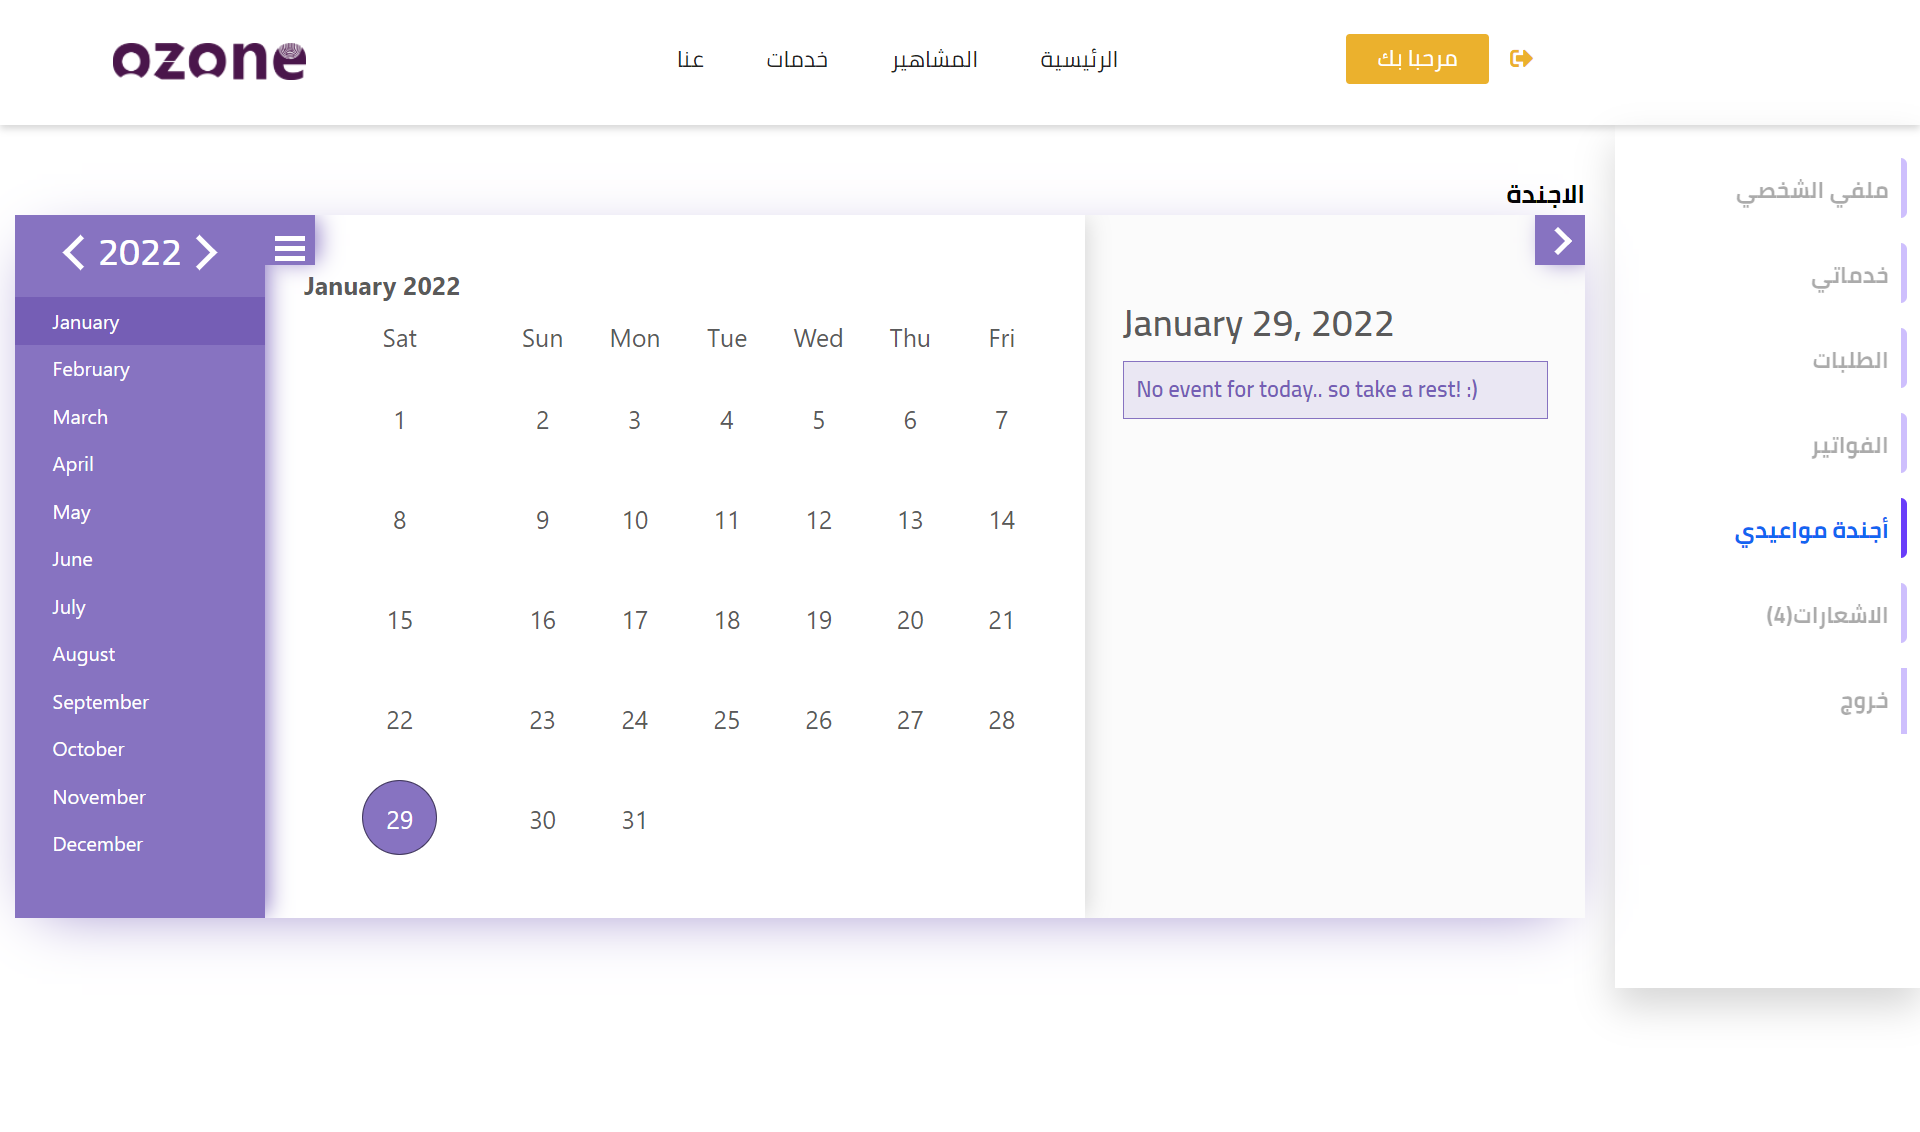 ozone
الرئيسية المشاهير خدمات عنا
مرحبا بك
الاجندة
2022
January
February
March
April
May
June
July
August
September
October
November
December
January 2022
Sat Sun Mon Tue Wed Thu Fri
1 2 3 4 5 6 7
8 9 10 11 12 13 14
15 16 17 18 19 20 21
22 23 24 25 26 27 28
29 30 31
January 29, 2022
No event for today.. so take a rest! :)
ملفي الشخصي
خدماتي
الطلبات
الفواتير
أجندة مواعيدي
الاشعارات(4)
خروج